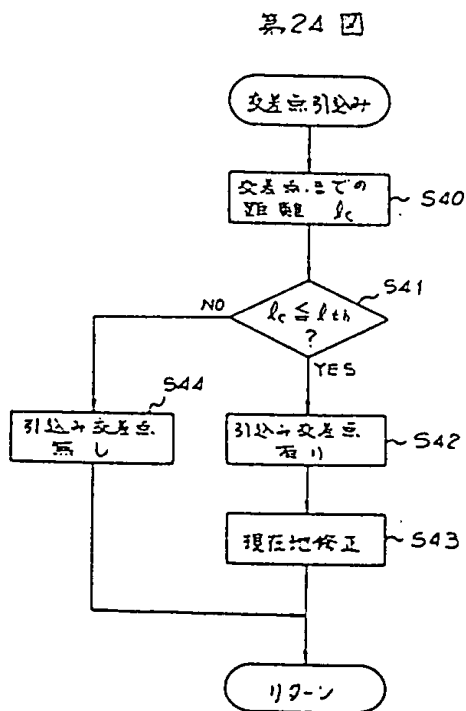 第24図
交差点引込み
交差点までの
距離 lc
S40
S41
NO
lc ≦ lth
?
YES
S44
引込み交差点
無し
引込み交差点
有り
S42
現在地修正
S43
リターン